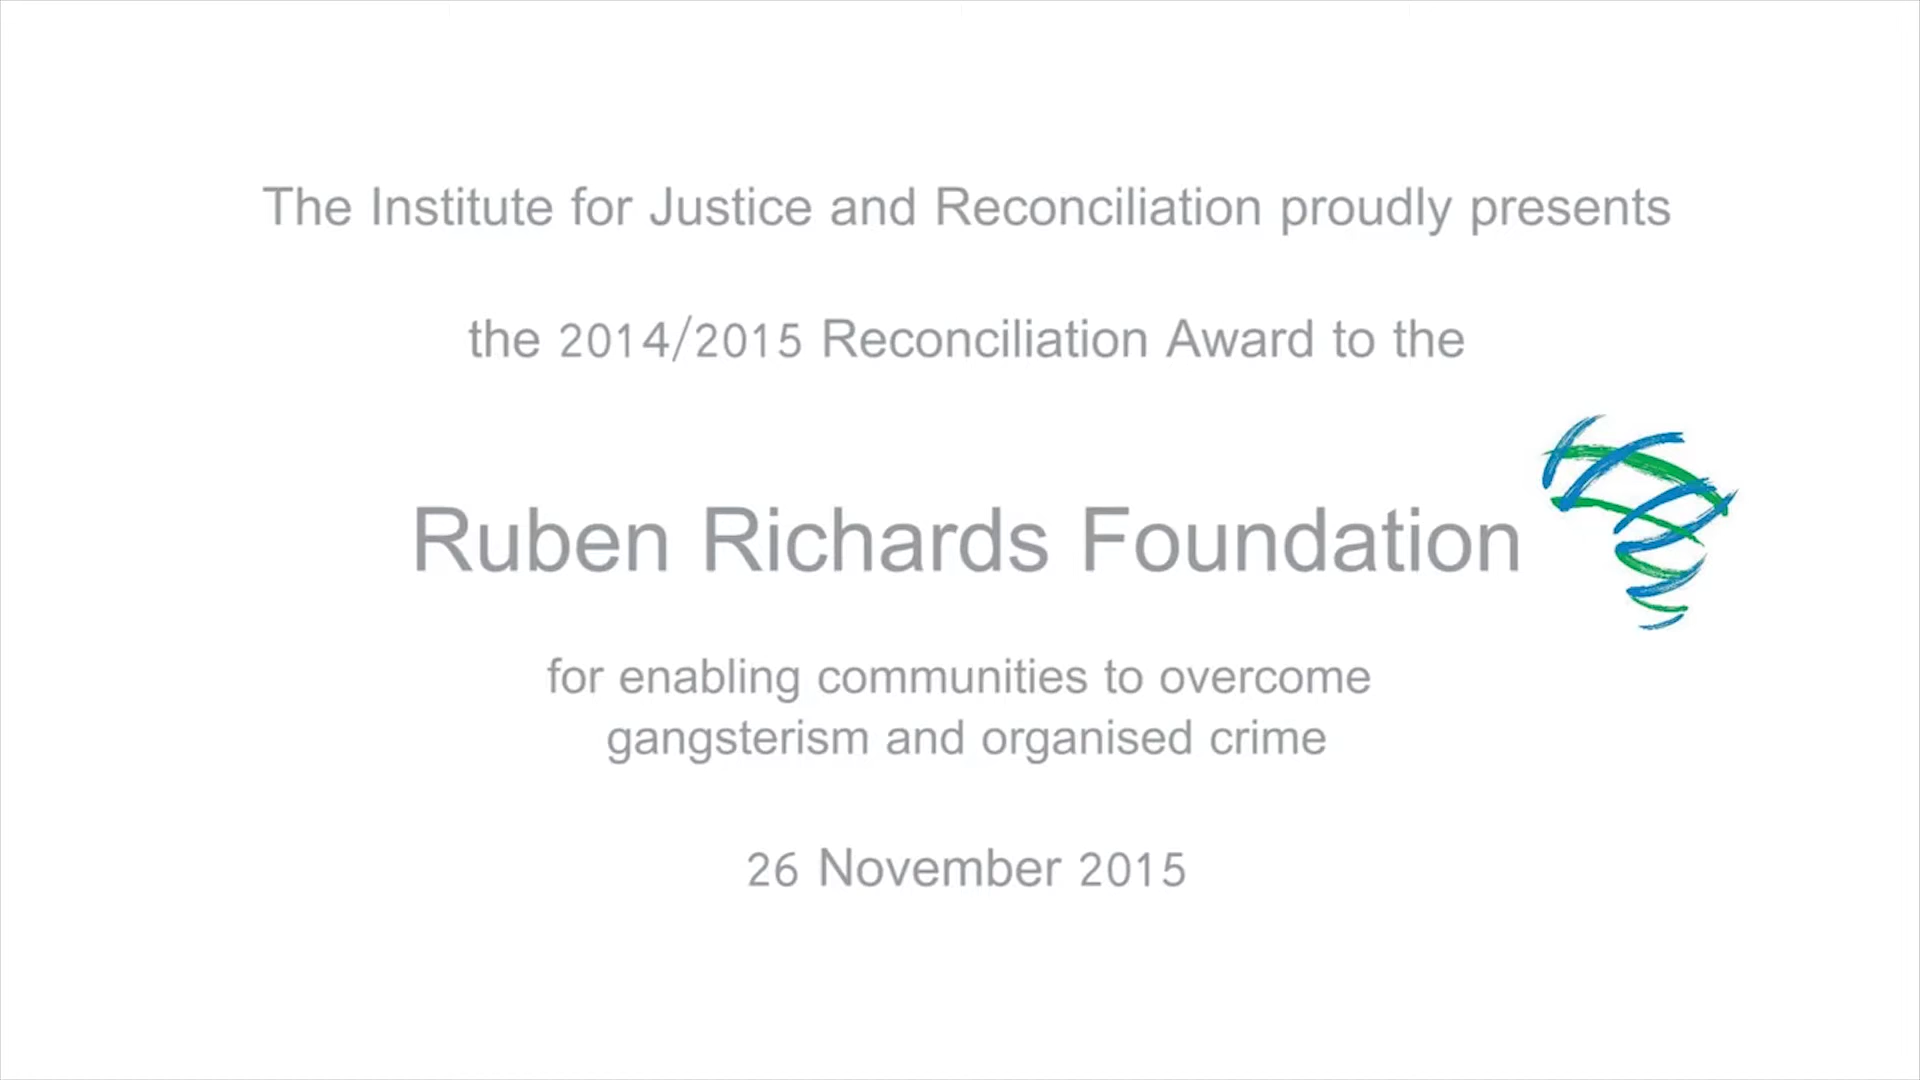 The Institute for Justice and Reconciliation proudly presents
the 2014/2015 Reconciliation Award to the
Ruben Richards Foundation
for enabling communities to overcome
gangsterism and organised crime
26 November 2015